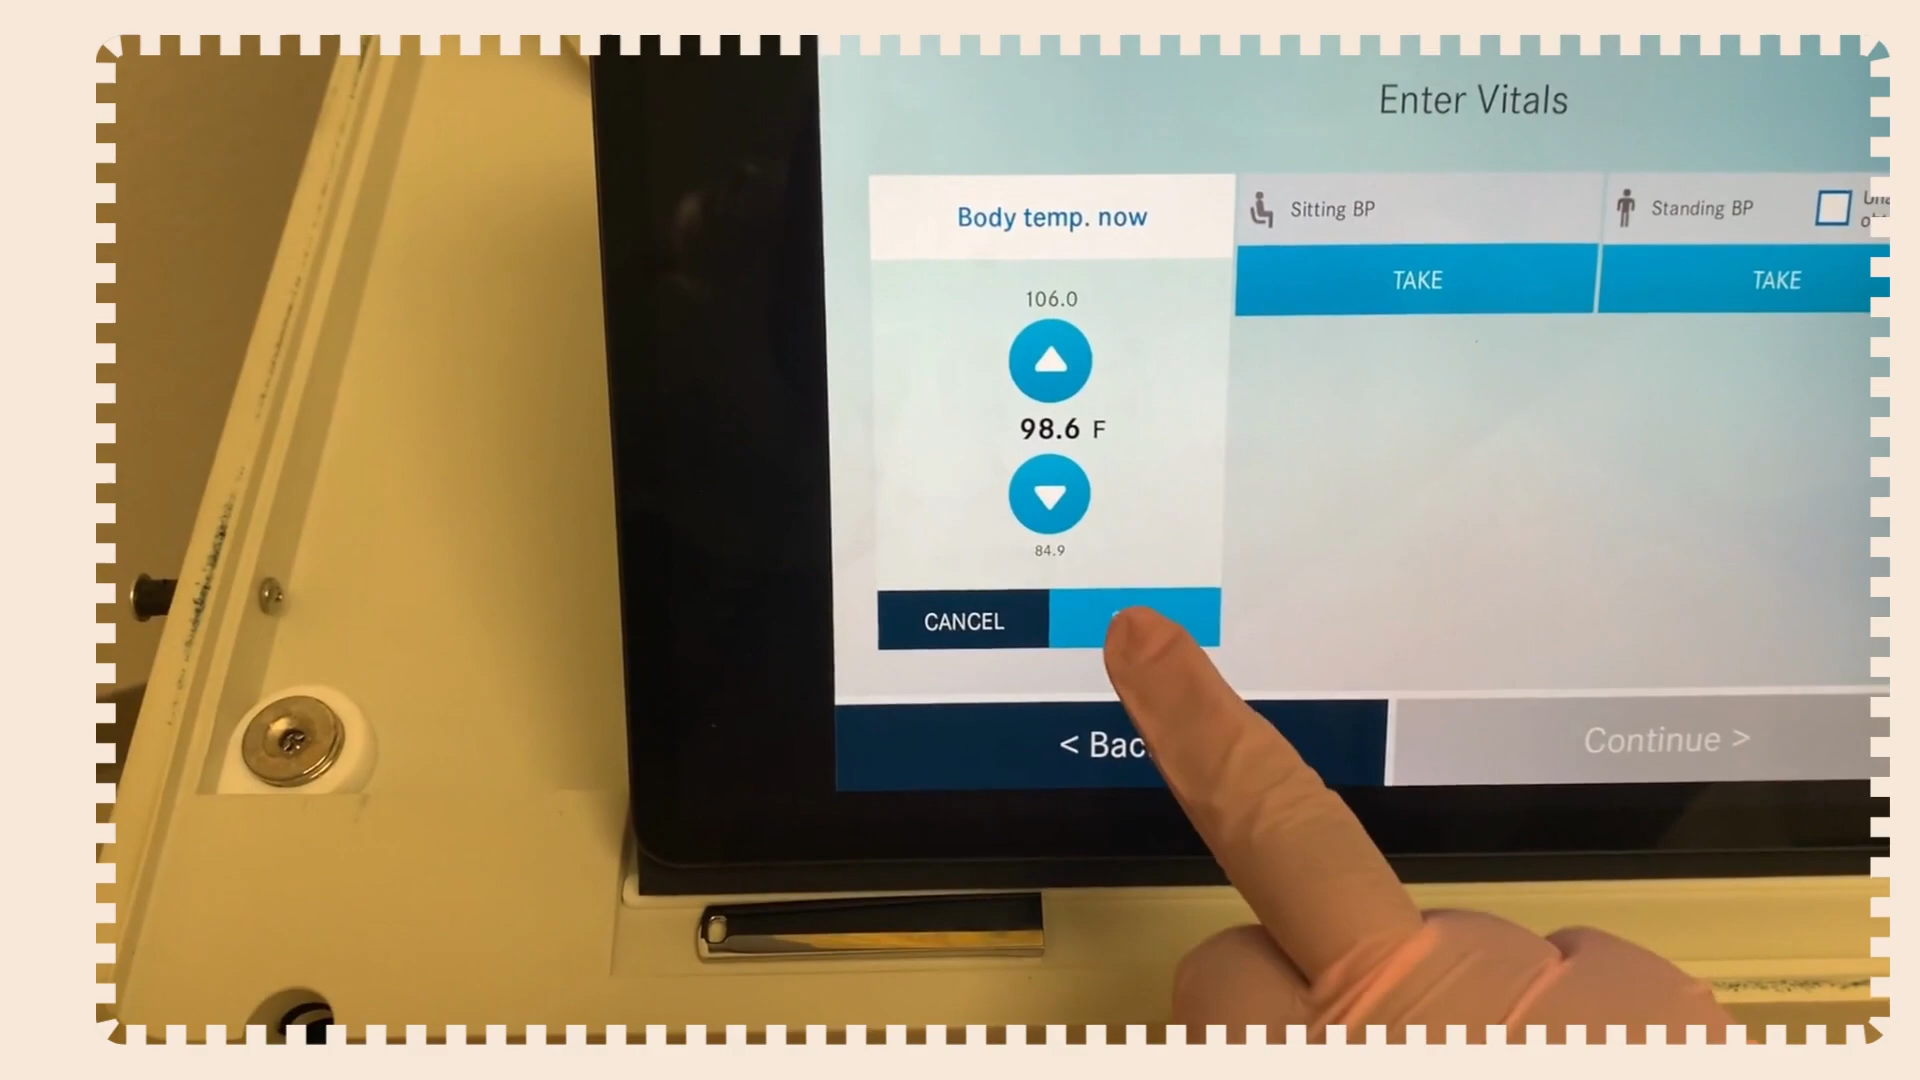 Enter Vitals
Body temp. now
Sitting BP
Standing BP
TAKE
TAKE
106.0
98.6 F
84.9
CANCEL
< Back
Continue >